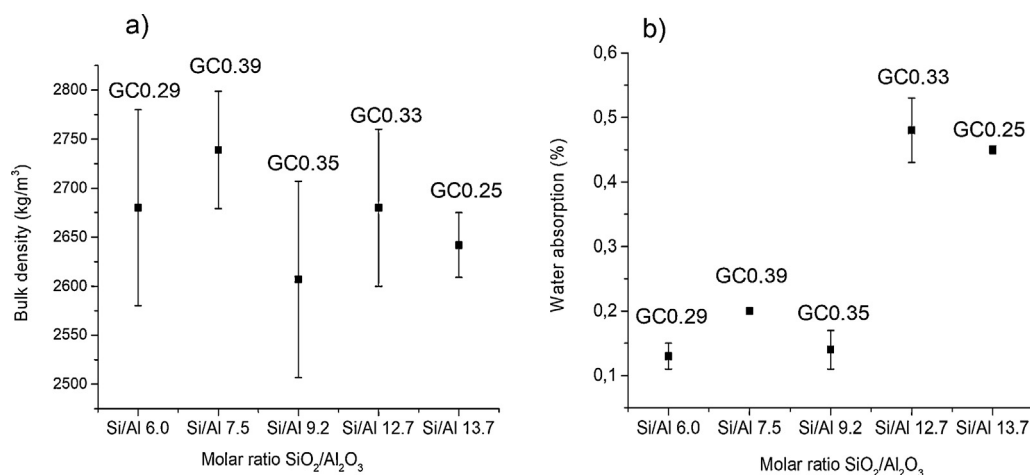 a)
Bulk density (kg/m³)
2800
2750
2700
2650
2600
2550
2500
GC0.29
GC0.39
GC0.35
GC0.33
GC0.25
Si/Al 6.0 Si/Al 7.5 Si/Al 9.2 Si/Al 12.7 Si/Al 13.7
Molar ratio SiO₂/Al₂O₃
b)
Water absorption (%)
0,6
0,5
0,4
0,3
0,2
0,1
GC0.29
GC0.39
GC0.35
GC0.33
GC0.25
Si/Al 6.0 Si/Al 7.5 Si/Al 9.2 Si/Al 12.7 Si/Al 13.7
Molar ratio SiO₂/Al₂O₃